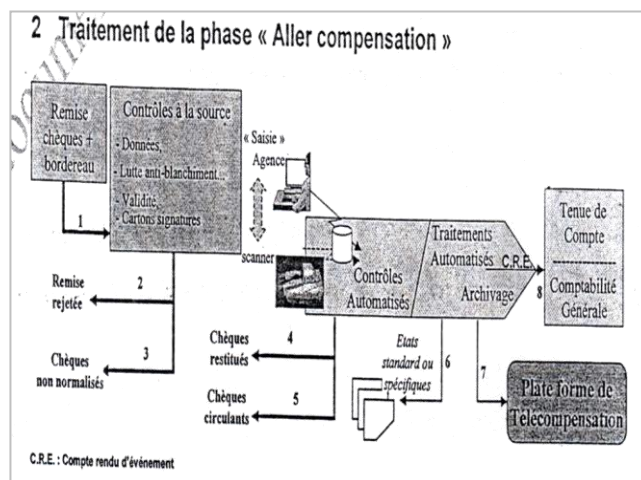 2 Traitement de la phase « Aller compensation »
Remise
chèques +
bordereau
Contrôles à la source
- Données,
- Lutte anti-blanchiment...
- Validité,
- Cartons signatures
« Saisie »
Agence
scanner
1
2
Remise
rejetée
3
Chèques
non normalisés
Contrôles
Automatisés
Traitements
Automatisés
C.R.E.
Archivage
8
Tenue de
Compte
Comptabilité
Générale
4
Chèques
restitués
5
Chèques
circulants
Etats
standard ou
spécifiques
6
7
Plate forme de
Télécompensation
C.R.E. : Compte rendu d'événement